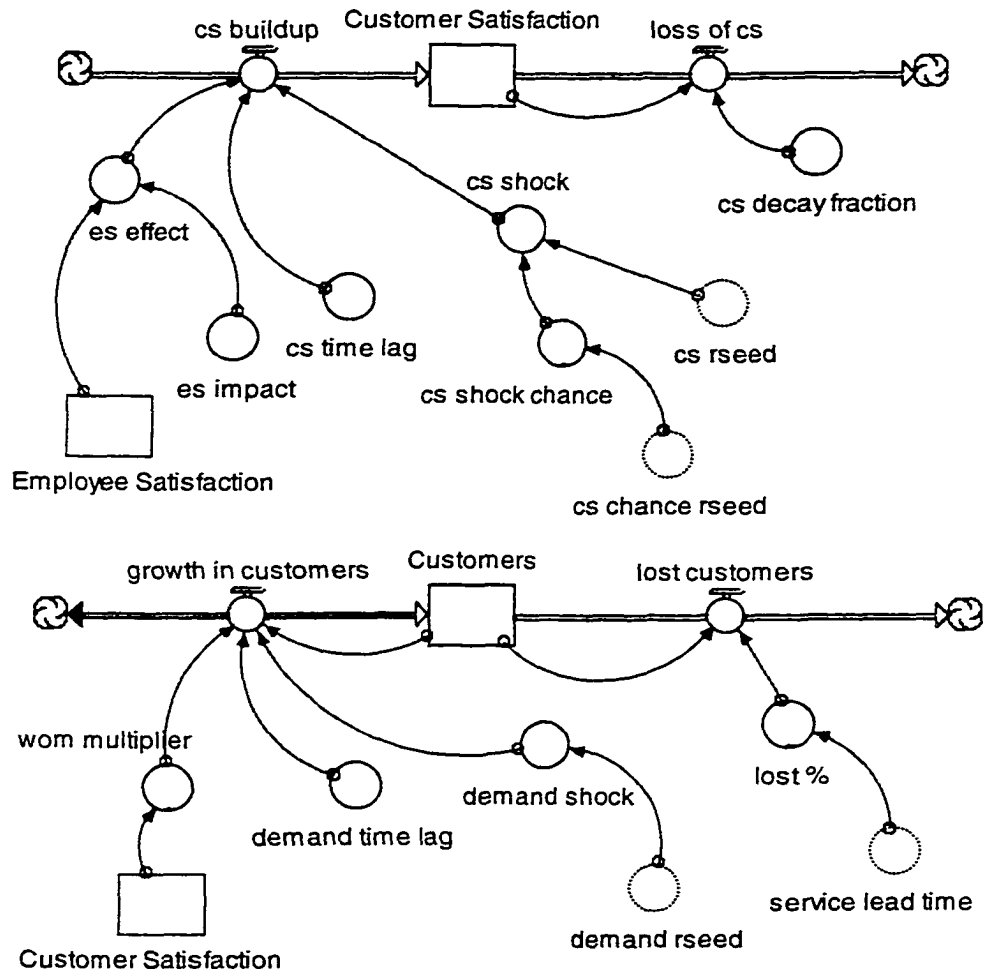 Customer Satisfaction
cs buildup
loss of cs
cs shock
cs decay fraction
es effect
cs time lag
cs rseed
es impact
cs shock chance
Employee Satisfaction
cs chance rseed
Customers
growth in customers
lost customers
wom multiplier
lost %
demand shock
demand time lag
service lead time
demand rseed
Customer Satisfaction